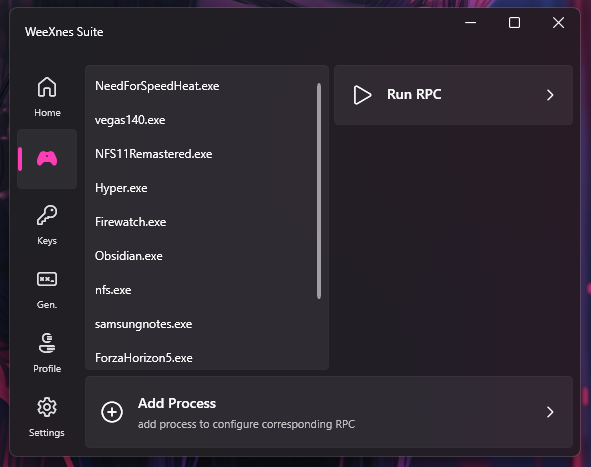 WeeXnes Suite
Home
Keys
Gen.
Profile
Settings
NeedForSpeedHeat.exe
vegas140.exe
NFS11Remastered.exe
Hyper.exe
Firewatch.exe
Obsidian.exe
nfs.exe
samsungnotes.exe
ForzaHorizon5.exe
Run RPC
Add Process
add process to configure corresponding RPC